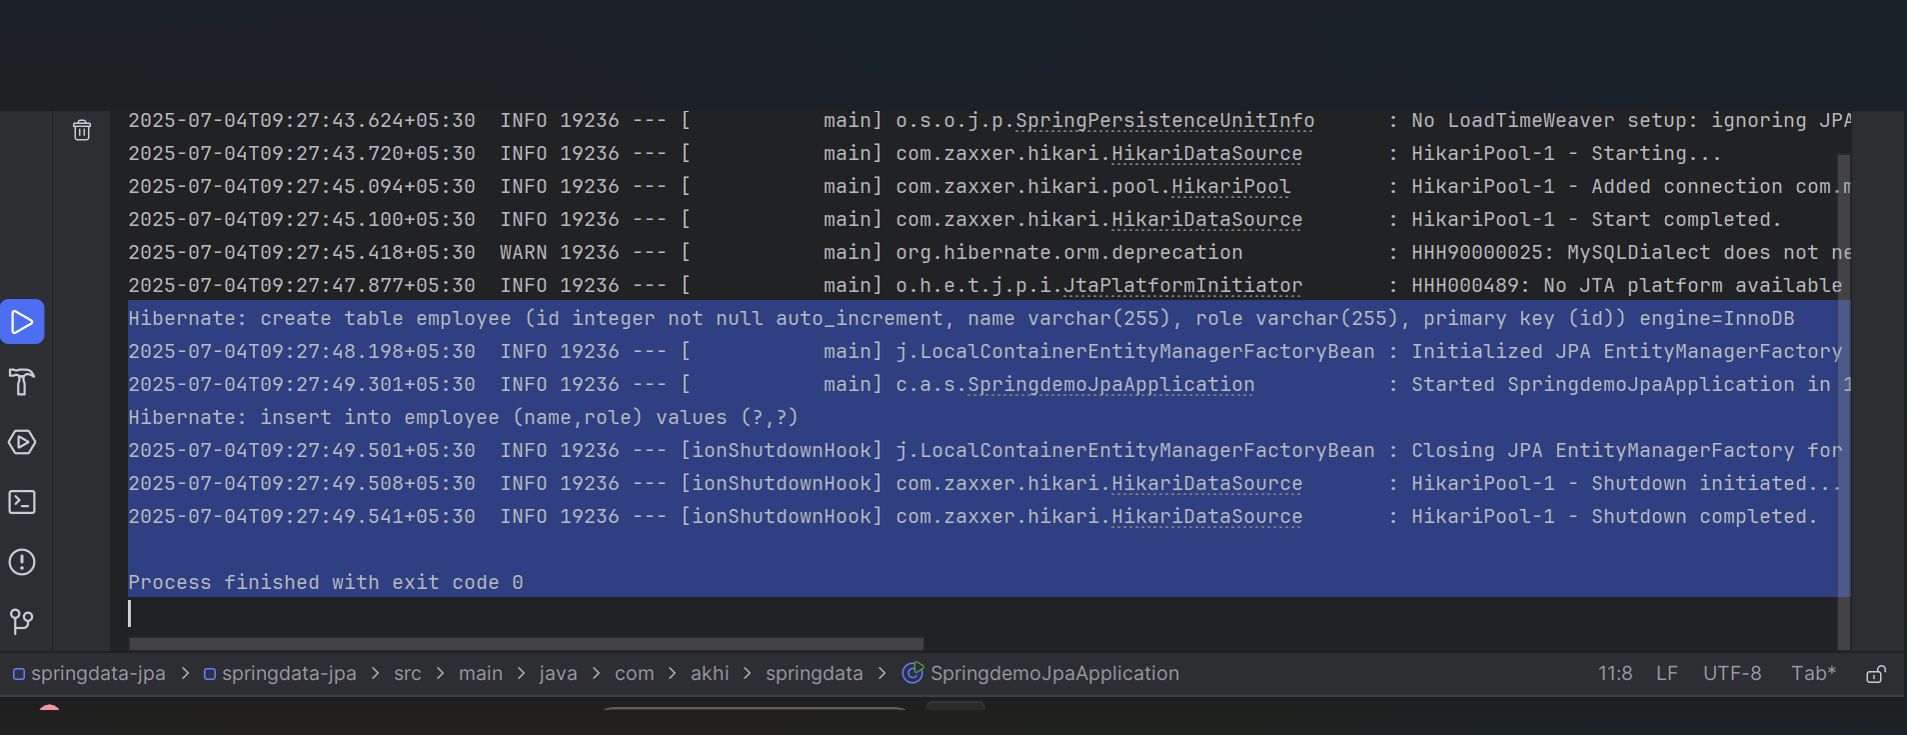 2025-07-04T09:27:43.624+05:30  INFO 19236 --- [           main] o.s.o.j.p.SpringPersistenceUnitInfo      : No LoadTimeWeaver setup: ignoring JPA
2025-07-04T09:27:43.720+05:30  INFO 19236 --- [           main] com.zaxxer.hikari.HikariDataSource       : HikariPool-1 - Starting...
2025-07-04T09:27:45.094+05:30  INFO 19236 --- [           main] com.zaxxer.hikari.pool.HikariPool        : HikariPool-1 - Added connection com.m
2025-07-04T09:27:45.100+05:30  INFO 19236 --- [           main] com.zaxxer.hikari.HikariDataSource       : HikariPool-1 - Start completed.
2025-07-04T09:27:45.418+05:30  WARN 19236 --- [           main] org.hibernate.orm.deprecation            : HHH90000025: MySQLDialect does not ne
2025-07-04T09:27:47.877+05:30  INFO 19236 --- [           main] o.h.e.t.j.p.i.JtaPlatformInitiator       : HHH000489: No JTA platform available
Hibernate: create table employee (id integer not null auto_increment, name varchar(255), role varchar(255), primary key (id)) engine=InnoDB
2025-07-04T09:27:48.198+05:30  INFO 19236 --- [           main] j.LocalContainerEntityManagerFactoryBean : Initialized JPA EntityManagerFactory
2025-07-04T09:27:49.301+05:30  INFO 19236 --- [           main] c.a.s.SpringdemoJpaApplication           : Started SpringdemoJpaApplication in 1
Hibernate: insert into employee (name,role) values (?,?)
2025-07-04T09:27:49.501+05:30  INFO 19236 --- [ionShutdownHook] j.LocalContainerEntityManagerFactoryBean : Closing JPA EntityManagerFactory for
2025-07-04T09:27:49.508+05:30  INFO 19236 --- [ionShutdownHook] com.zaxxer.hikari.HikariDataSource       : HikariPool-1 - Shutdown initiated...
2025-07-04T09:27:49.541+05:30  INFO 19236 --- [ionShutdownHook] com.zaxxer.hikari.HikariDataSource       : HikariPool-1 - Shutdown completed.
Process finished with exit code 0
springdata-jpa > springdata-jpa > src > main > java > com > akhi > springdata > SpringdemoJpaApplication 11:8 LF UTF-8 Tab*